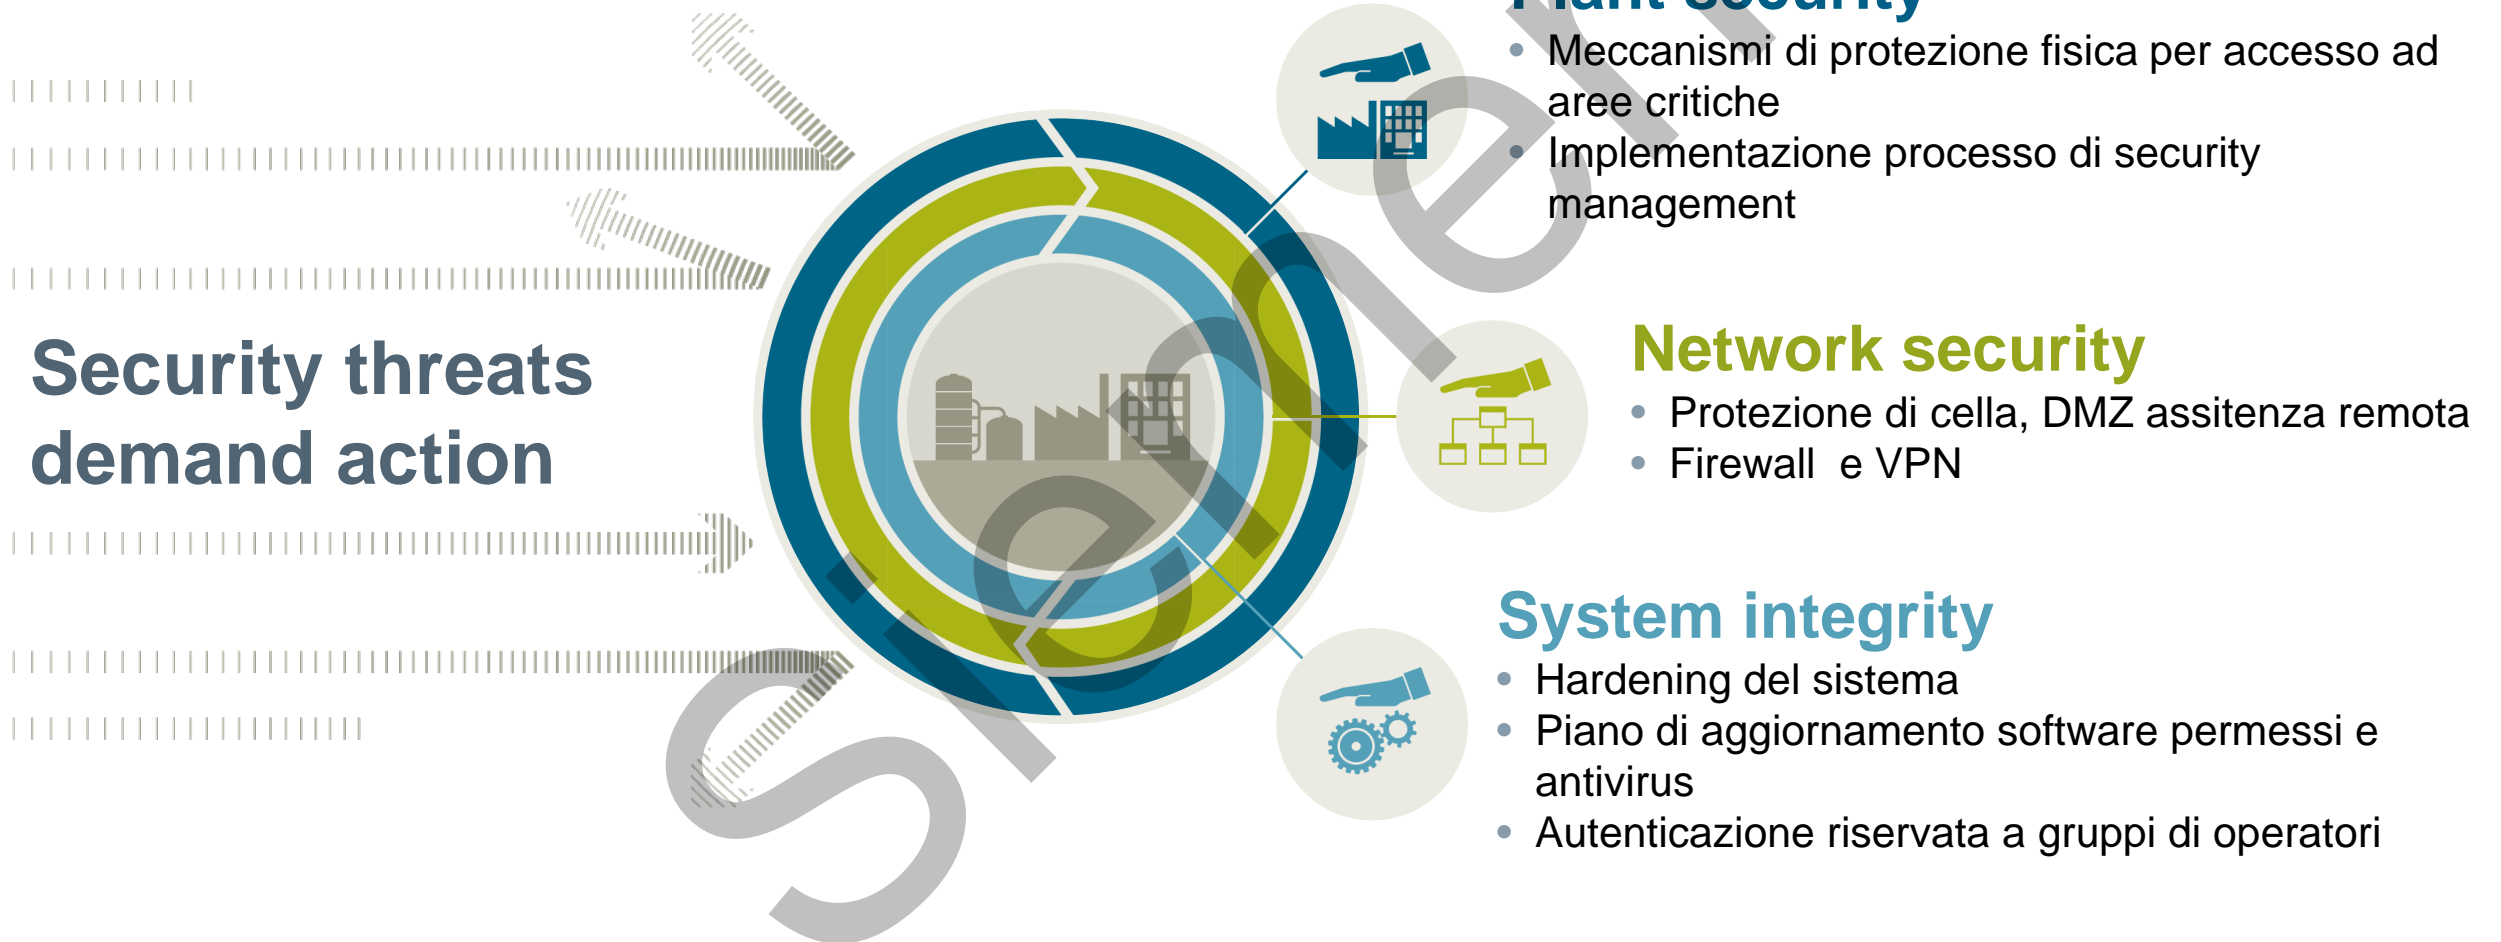 Security threats
demand action
Plant security
• Meccanismi di protezione fisica per accesso ad
aree critiche
• Implementazione processo di security
management
Network security
• Protezione di cella, DMZ assitenza remota
• Firewall  e VPN
System integrity
• Hardening del sistema
• Piano di aggiornamento software permessi e
antivirus
• Autenticazione riservata a gruppi di operatori